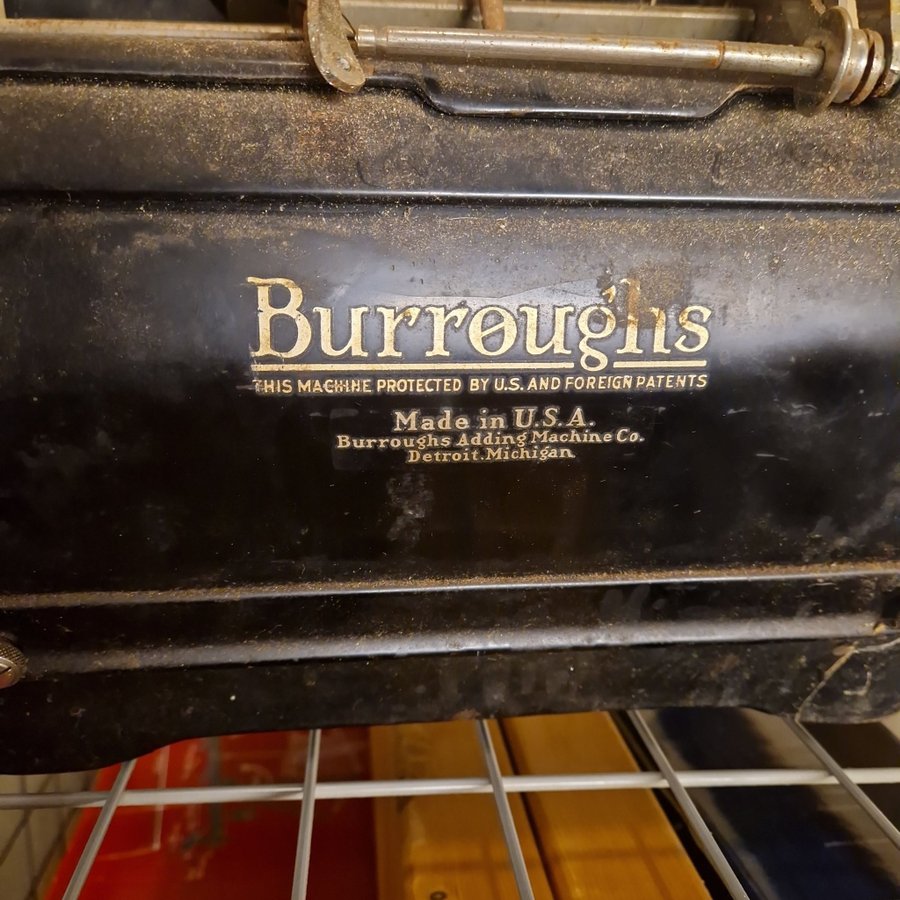 Burroughs
THIS MACHINE PROTECTED BY U.S. AND FOREIGN PATENTS
Made in U.S.A.
Burroughs Adding Machine Co.
Detroit. Michigan